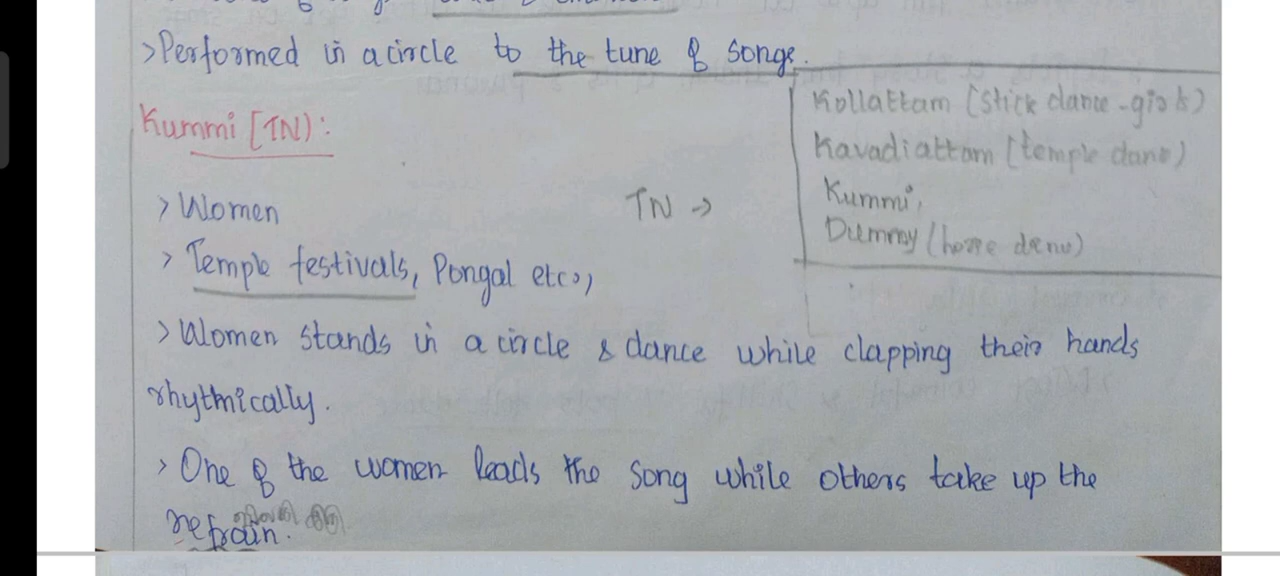 >Performed in a circle to the tune of songs.
Kummi [TN]:
> Women
> Temple festivals, Pongal etc.,
TN →
Kollattam (stick dance - girls)
Kavadiattam (temple dance)
Kummi,
Dummy (horse dance)
> Women stands in a circle & dance while clapping their hands
rhythmically.
> One of the women leads the song while others take up the
refrain.